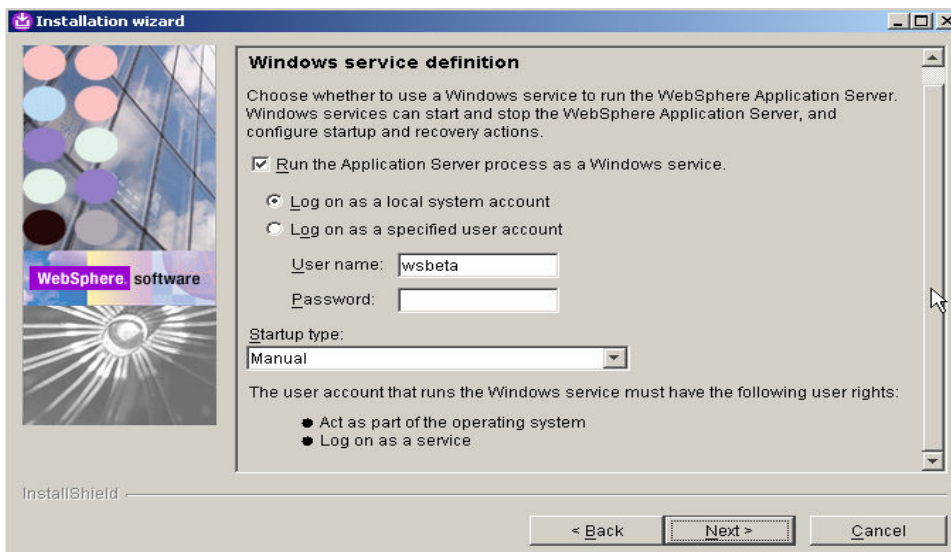 Installation wizard
Windows service definition
Choose whether to use a Windows service to run the WebSphere Application Server.
Windows services can start and stop the WebSphere Application Server, and
configure startup and recovery actions.
Run the Application Server process as a Windows service.
Log on as a local system account
Log on as a specified user account
User name: wsbeta
Password:
WebSphere. software
Startup type:
Manual
The user account that runs the Windows service must have the following user rights:
Act as part of the operating system
Log on as a service
InstallShield
< Back Next > Cancel